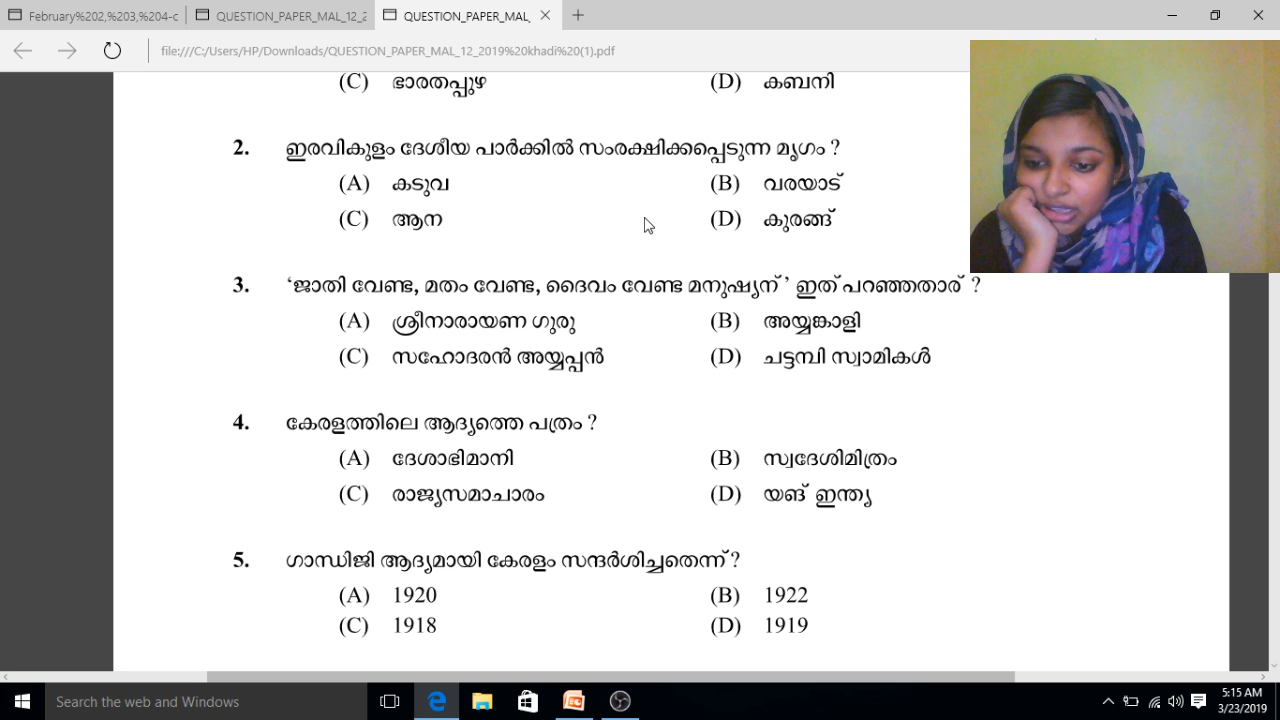 February%202,%203,%204-c
QUESTION_PAPER_MAL_12_2
QUESTION_PAPER_MAL_
file:///C:/Users/HP/Downloads/QUESTION_PAPER_MAL_12_2019%20khadi%20(1).pdf
(C) ഭാരതപ്പുഴ (D) കബനി
2. ഇരവികുളം ദേശീയ പാർക്കിൽ സംരക്ഷിക്കപ്പെടുന്ന മൃഗം ?
(A) കടുവ (B) വരയാട്
(C) ആന (D) കുരങ്ങ്
3. ‘ജാതി വേണ്ട, മതം വേണ്ട, ദൈവം വേണ്ട മനുഷ്യന് ’ ഇത് പറഞ്ഞതാര് ?
(A) ശ്രീനാരായണ ഗുരു (B) അയ്യങ്കാളി
(C) സഹോദരൻ അയ്യപ്പൻ (D) ചട്ടമ്പി സ്വാമികൾ
4. കേരളത്തിലെ ആദ്യത്തെ പത്രം ?
(A) ദേശാഭിമാനി (B) സ്വദേശിമിത്രം
(C) രാജ്യസമാചാരം (D) യങ് ഇന്ത്യ
5. ഗാന്ധിജി ആദ്യമായി കേരളം സന്ദർശിച്ചതെന്ന് ?
(A) 1920 (B) 1922
(C) 1918 (D) 1919
Search the web and Windows
5:15 AM
3/23/2019